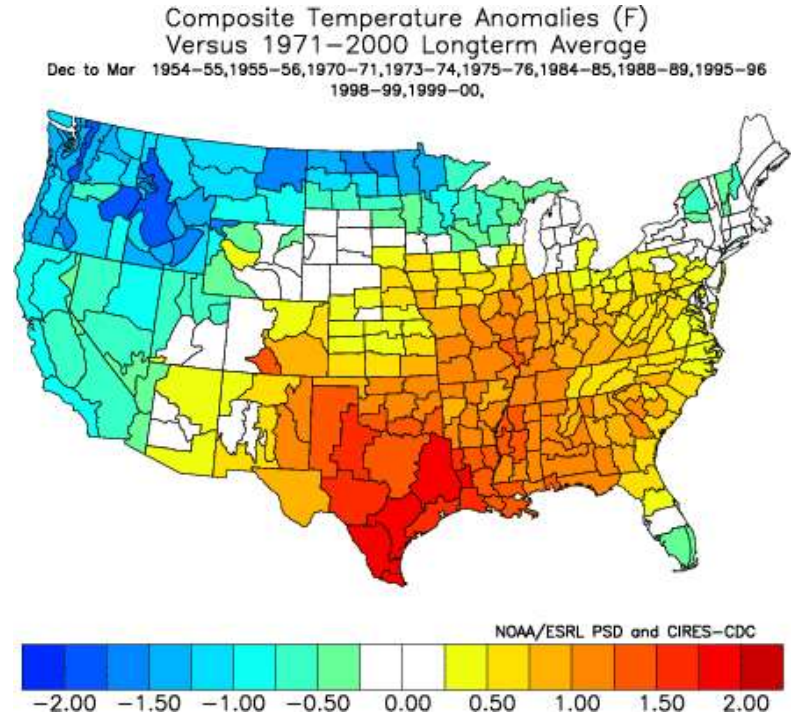 Composite Temperature Anomalies (F)
Versus 1971-2000 Longterm Average
Dec to Mar 1954-55,1955-56,1970-71,1973-74,1975-76,1984-85,1988-89,1995-96
1998-99,1999-00,
NOAA/ESRL PSD and CIRES-CDC
-2.00 -1.50 -1.00 -0.50 0.00 0.50 1.00 1.50 2.00